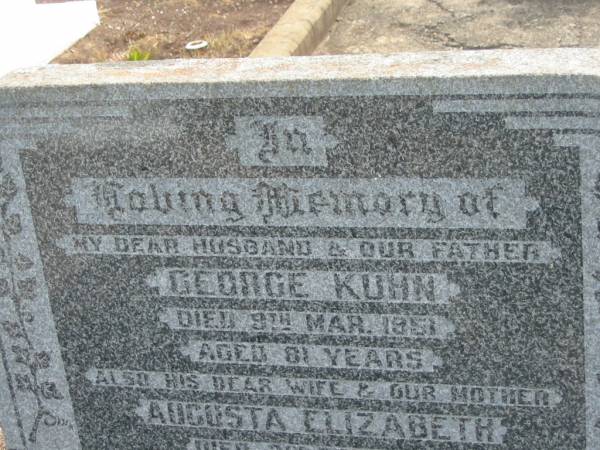 In
Loving Memory of
MY DEAR HUSBAND & OUR FATHER
GEORGE KUHN
DIED 9TH MAR. 1951
AGED 81 YEARS
ALSO HIS DEAR WIFE & OUR MOTHER
AUGUSTA ELIZABETH
DIED